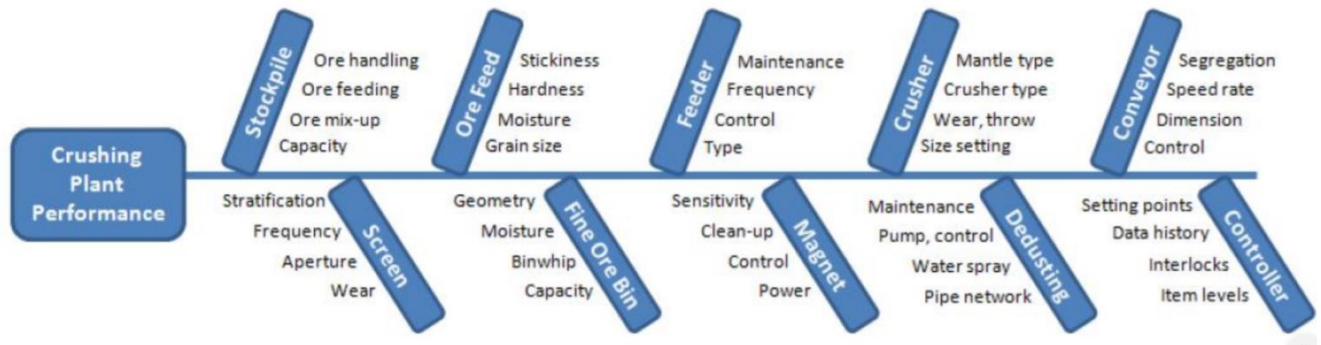 Crushing
Plant
Performance
Stockpile
Ore handling
Ore feeding
Ore mix-up
Capacity
Ore Feed
Stickiness
Hardness
Moisture
Grain size
Feeder
Maintenance
Frequency
Control
Type
Crusher
Mantle type
Crusher type
Wear, throw
Size setting
Conveyor
Segregation
Speed rate
Dimension
Control
Stratification
Frequency
Aperture
Wear
Screen
Geometry
Moisture
Binwhip
Capacity
Fine Ore Bin
Sensitivity
Clean-up
Control
Power
Magnet
Maintenance
Pump, control
Water spray
Pipe network
Dedusting
Setting points
Data history
Interlocks
Item levels
Controller